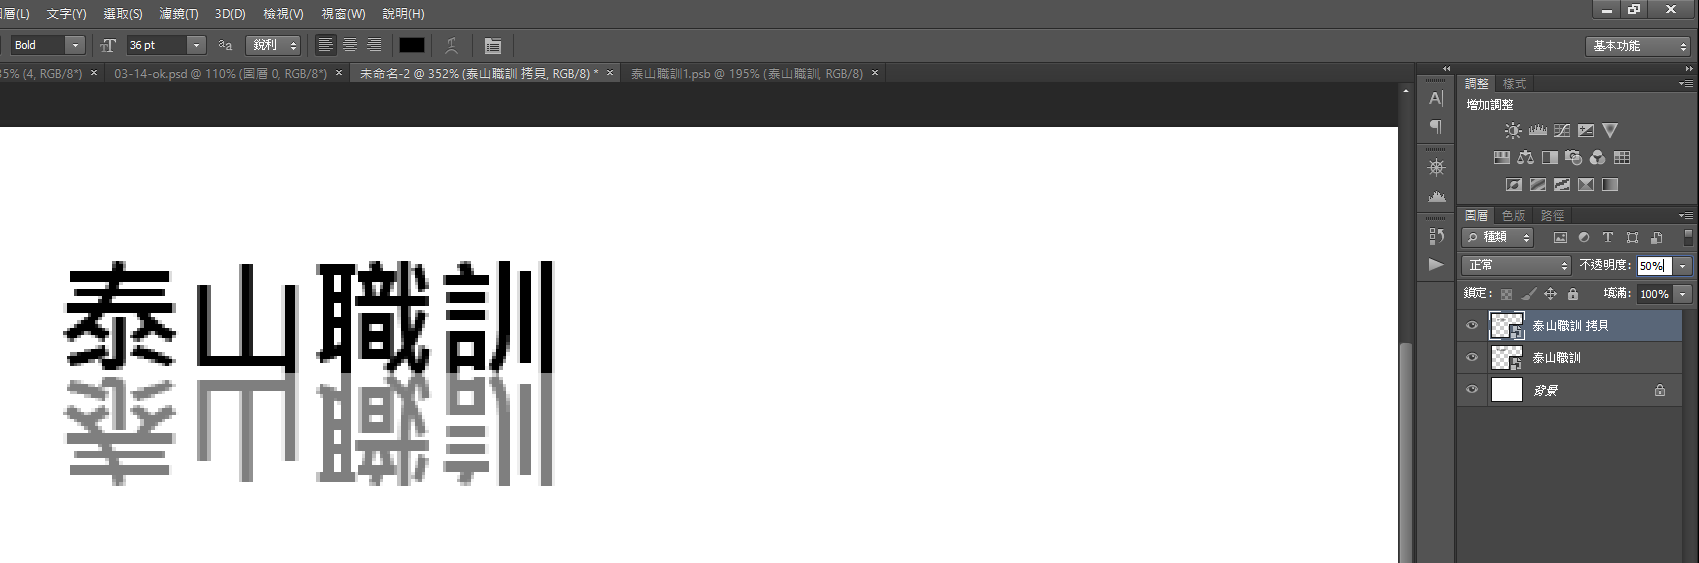 圖層(L) 文字(Y) 選取(S) 濾鏡(T) 3D(D) 檢視(V) 視窗(W) 說明(H)
Bold 36 pt aa 銳利 基本功能
35% (4, RGB/8*) × 03-14-ok.psd @ 110% (圖層 0, RGB/8*) × 未命名-2 @ 352% (泰山職訓 拷貝, RGB/8) * × 泰山職訓1.psb @ 195% (泰山職訓, RGB/8) ×
調整 樣式
增加調整
圖層 色版 路徑
種類
正常 不透明度: 50%
鎖定: 填滿: 100%
泰山職訓 拷貝
泰山職訓
背景
泰山職訓
泰山職訓